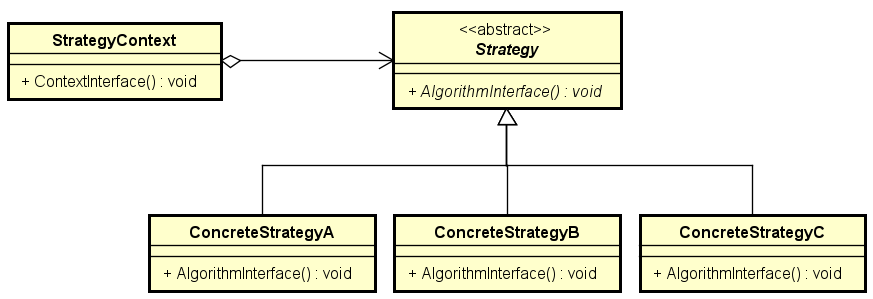 StrategyContext
+ ContextInterface() : void
<<abstract>>
Strategy
+ AlgorithmInterface() : void
ConcreteStrategyA
+ AlgorithmInterface() : void
ConcreteStrategyB
+ AlgorithmInterface() : void
ConcreteStrategyC
+ AlgorithmInterface() : void